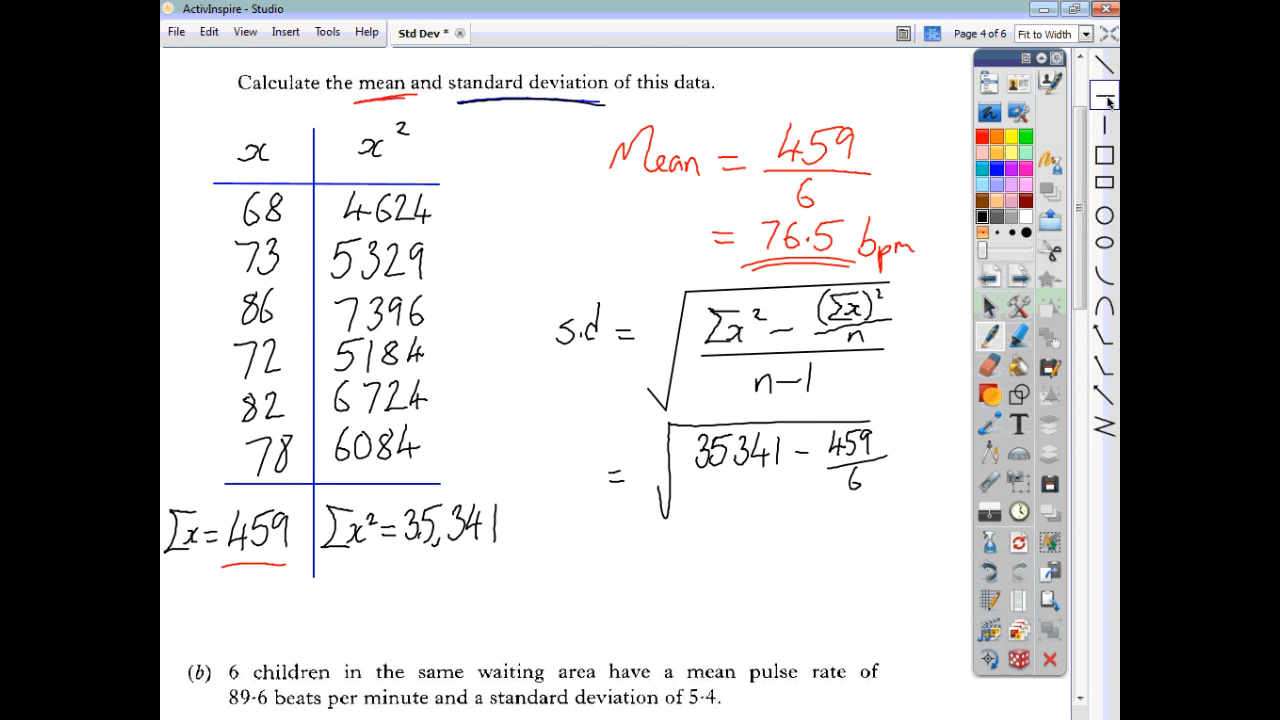 ActivInspire - Studio
File Edit View Insert Tools Help Std Dev * Page 4 of 6 Fit to Width
Calculate the mean and standard deviation of this data.
x x²
68 4624
73 5329
86 7396
72 5184
82 6724
78 6084
Σx = 459 Σx² = 35,341
Mean = 459/6
= 76.5 bpm
s.d = √((Σx² - (Σx)²/n)/(n-1))
= √(35341 - 459/6)
(b) 6 children in the same waiting area have a mean pulse rate of
89·6 beats per minute and a standard deviation of 5·4.